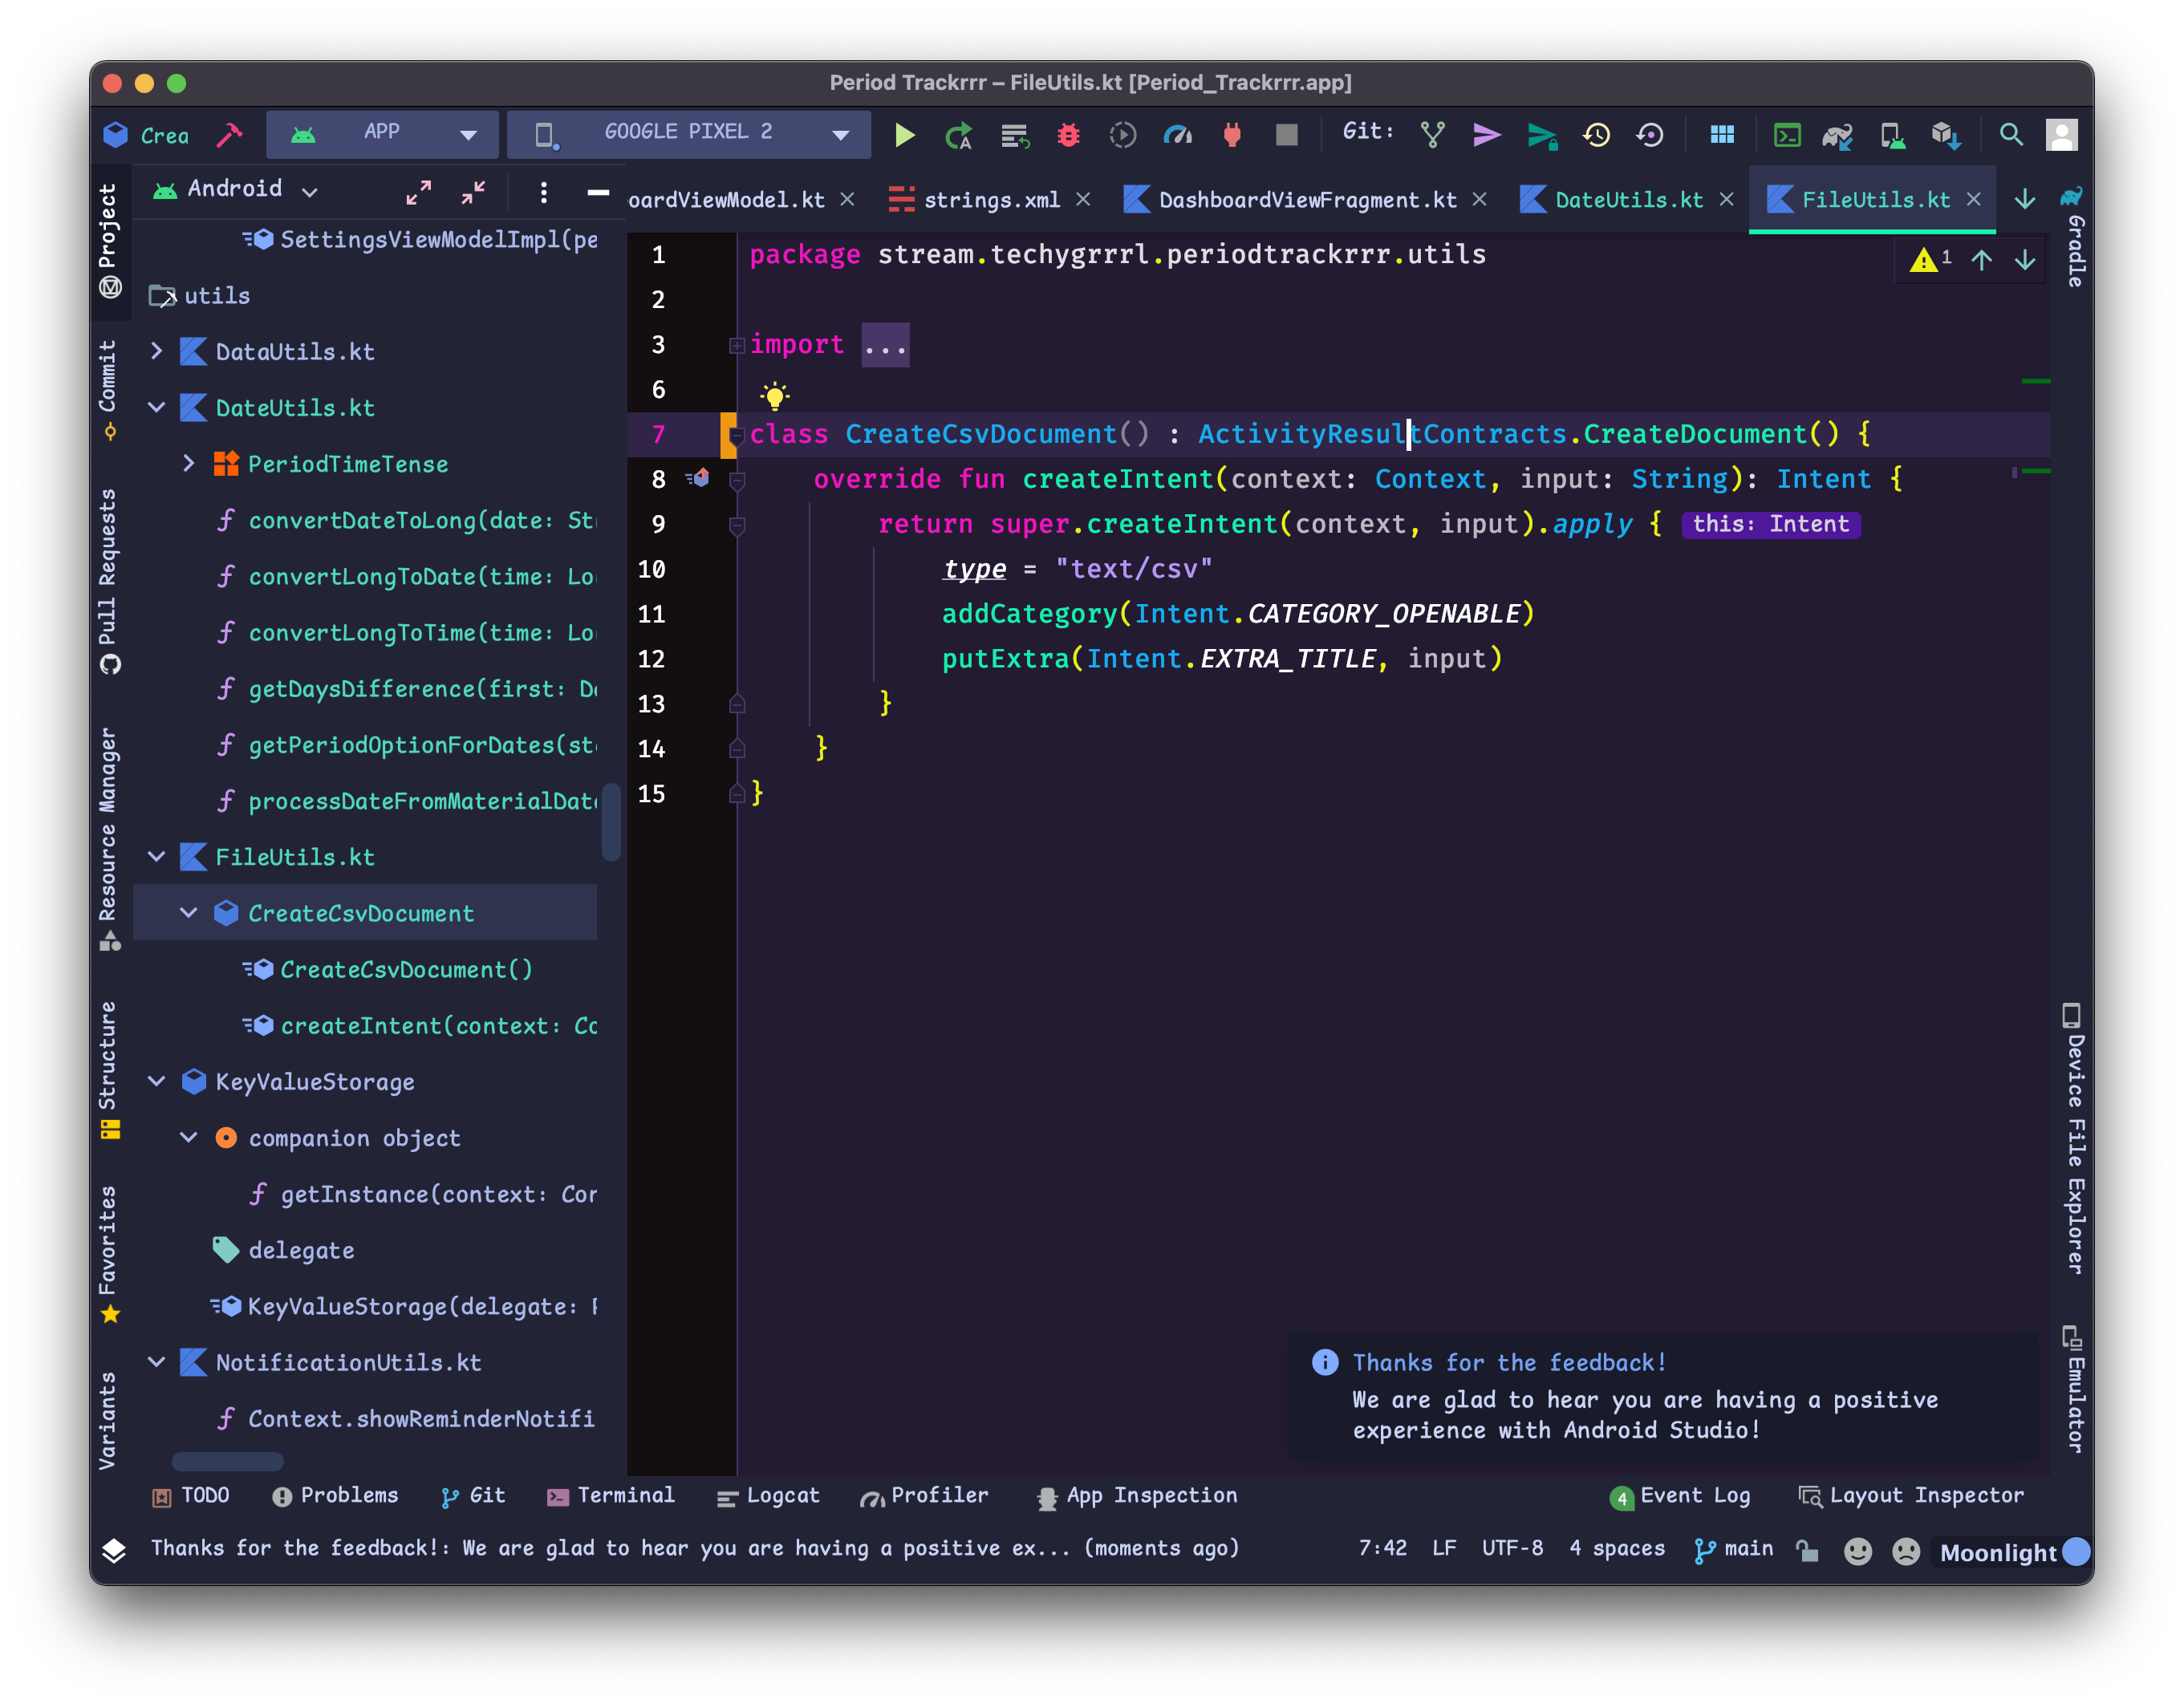 Period Trackrrr – FileUtils.kt [Period_Trackrrr.app]
Crea
APP
GOOGLE PIXEL 2
Git:
Project
Commit
Pull Requests
Resource Manager
Structure
Favorites
Variants
Android
SettingsViewModelImpl(pe
utils
DataUtils.kt
DateUtils.kt
PeriodTimeTense
convertDateToLong(date: St
convertLongToDate(time: Lo
convertLongToTime(time: Lo
getDaysDifference(first: Da
getPeriodOptionForDates(sta
processDateFromMaterialDate
FileUtils.kt
CreateCsvDocument
CreateCsvDocument()
createIntent(context: Co
KeyValueStorage
companion object
getInstance(context: Con
delegate
KeyValueStorage(delegate:
NotificationUtils.kt
Context.showReminderNotifi
oardViewModel.kt
strings.xml
DashboardViewFragment.kt
DateUtils.kt
FileUtils.kt
1
1 package stream.techygrrrl.periodtrackrrr.utils
2
3 import ...
6
7 class CreateCsvDocument() : ActivityResultContracts.CreateDocument() {
8 override fun createIntent(context: Context, input: String): Intent {
9 return super.createIntent(context, input).apply { this: Intent
10 type = "text/csv"
11 addCategory(Intent.CATEGORY_OPENABLE)
12 putExtra(Intent.EXTRA_TITLE, input)
13 }
14 }
15 }
Gradle
Device File Explorer
Emulator
Thanks for the feedback!
We are glad to hear you are having a positive
experience with Android Studio!
TODO
Problems
Git
Terminal
Logcat
Profiler
App Inspection
4 Event Log
Layout Inspector
Thanks for the feedback!: We are glad to hear you are having a positive ex... (moments ago)
7:42
LF
UTF-8
4 spaces
main
Moonlight